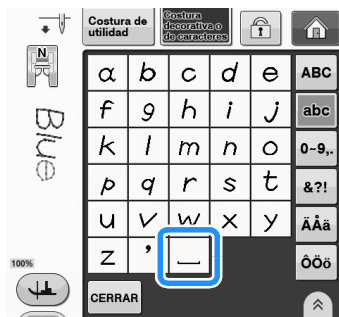 Costura de utilidad
Costura decorativa o de caracteres
N
a b c d e
ABC
f g h i j
abc
k l m n o
0~9,.
p q r s t
&?!
u v w x y
ÄÅä
z ' ⎵
ÔÖö
Blue
100%
CERRAR